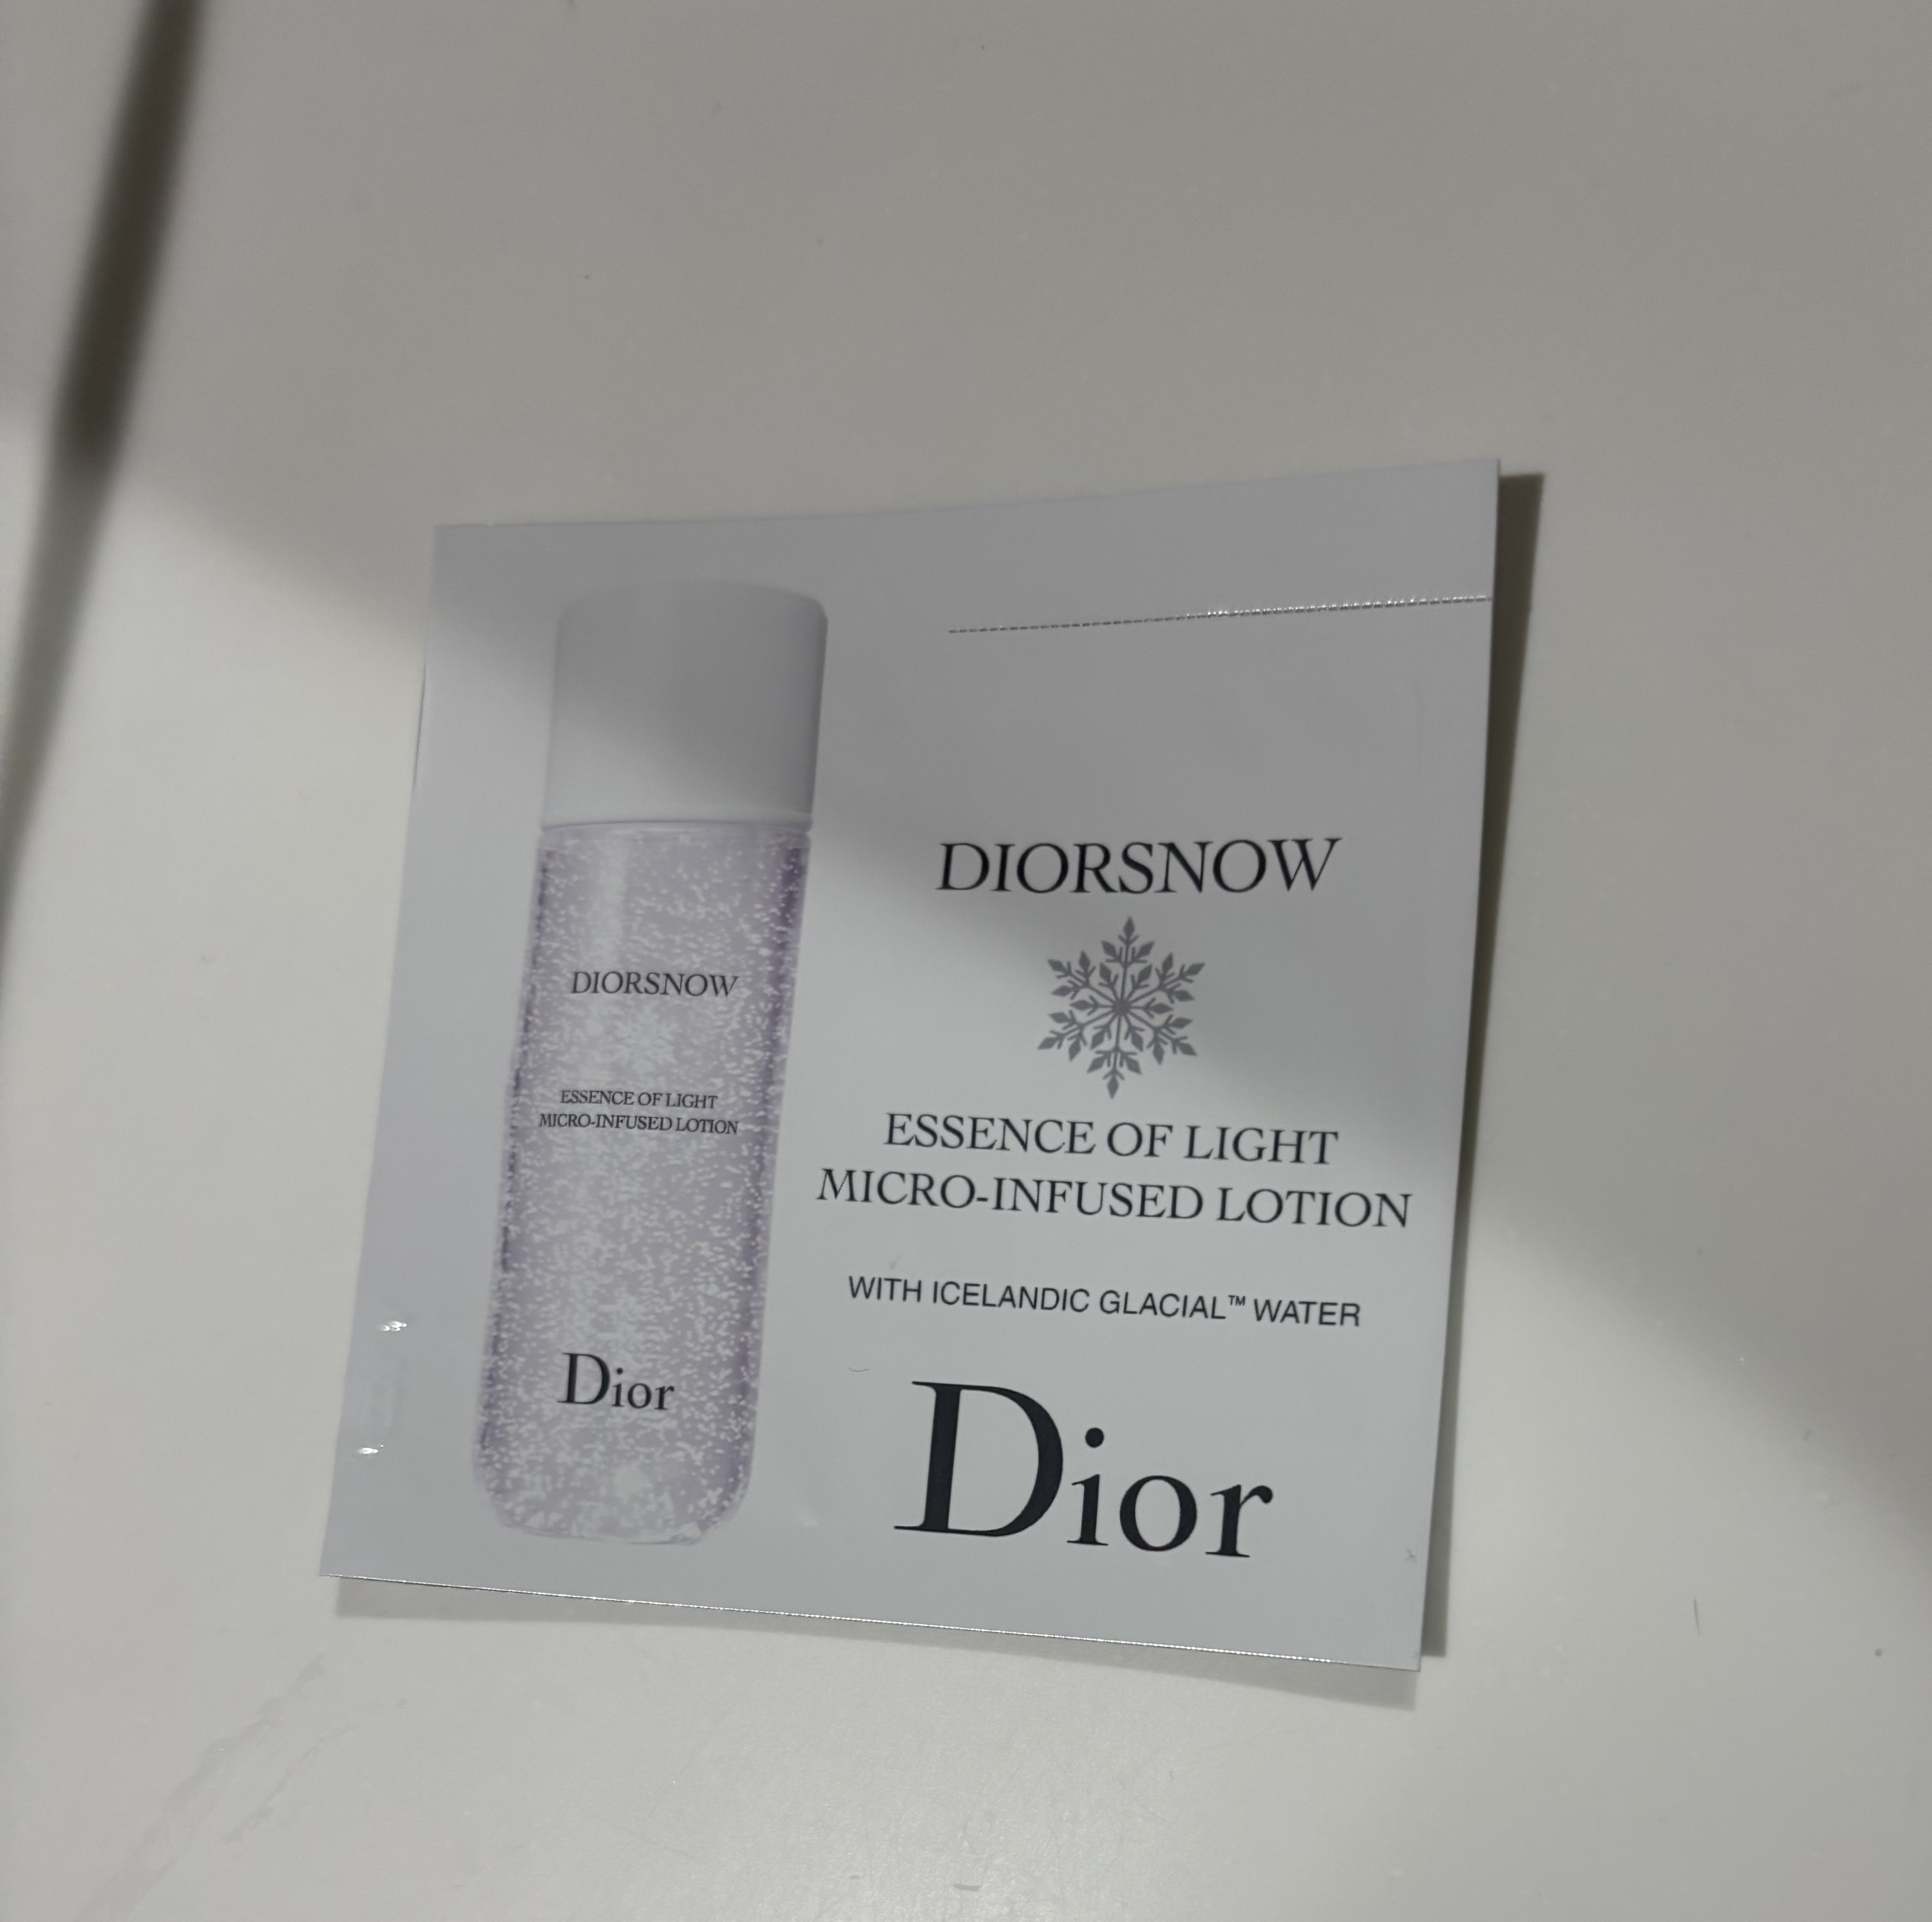 DIORSNOW
ESSENCE OF LIGHT
MICRO-INFUSED LOTION
Dior
DIORSNOW
ESSENCE OF LIGHT
MICRO-INFUSED LOTION
WITH ICELANDIC GLACIAL™ WATER
Dior